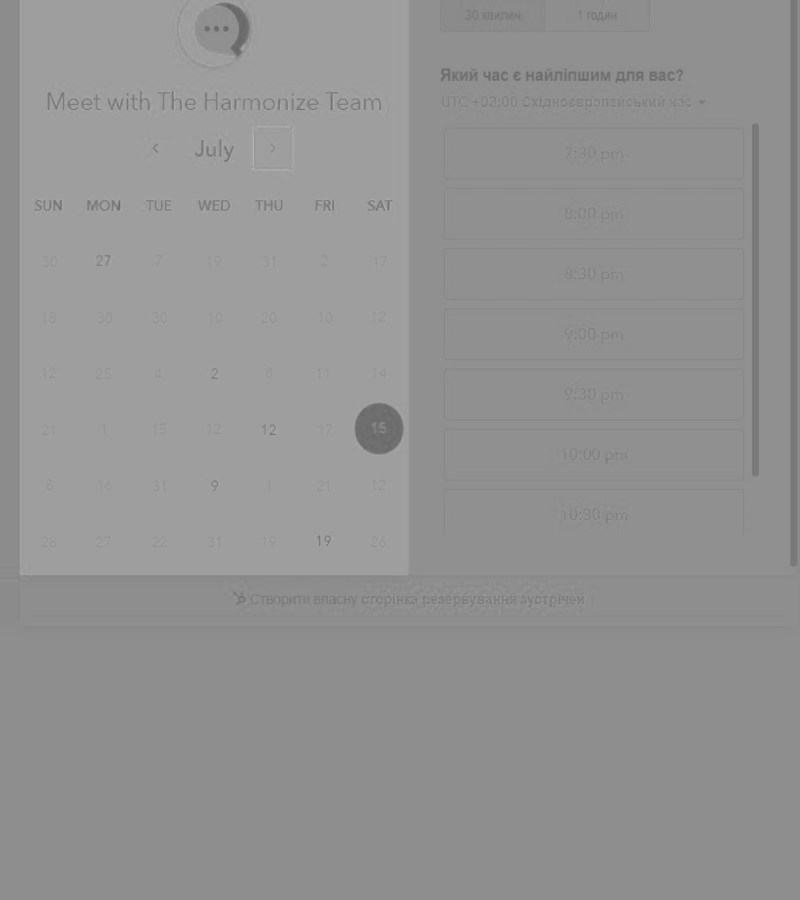 30 хвилин 1 годин
Meet with The Harmonize Team
July
SUN MON TUE WED THU FRI SAT
30 27 7 19 31 2 17
18 30 30 10 20 10 12
12 25 4 2 8 11 14
21 1 15 12 12 17 15
8 16 31 9 1 21 12
28 27 22 31 19 19 26
Який час є найліпшим для вас?
UTC +03:00 Східноєвропейський час
7:30 pm
8:00 pm
8:30 pm
9:00 pm
9:30 pm
10:00 pm
10:30 pm
Створити власну сторінка резервування зустрічей